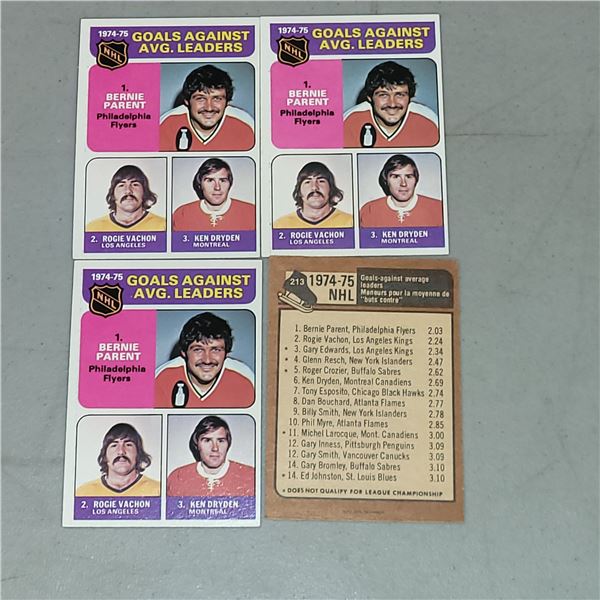 1974-75
GOALS AGAINST
AVG. LEADERS
NHL
1.
BERNIE
PARENT
Philadelphia
Flyers
2. ROGIE VACHON
LOS ANGELES
3. KEN DRYDEN
MONTREAL
1974-75
GOALS AGAINST
AVG. LEADERS
NHL
1.
BERNIE
PARENT
Philadelphia
Flyers
2. ROGIE VACHON
LOS ANGELES
3. KEN DRYDEN
MONTREAL
1974-75
GOALS AGAINST
AVG. LEADERS
NHL
1.
BERNIE
PARENT
Philadelphia
Flyers
2. ROGIE VACHON
LOS ANGELES
3. KEN DRYDEN
MONTREAL
213
1974-75
NHL
Goals-against average
leaders
Meneurs pour la moyenne de
"buts contre"
1. Bernie Parent, Philadelphia Flyers 2.03
2. Rogie Vachon, Los Angeles Kings 2.24
* 3. Gary Edwards, Los Angeles Kings 2.34
* 4. Glenn Resch, New York Islanders 2.47
* 5. Roger Crozier, Buffalo Sabres 2.62
6. Ken Dryden, Montreal Canadiens 2.69
7. Tony Esposito, Chicago Black Hawks 2.74
8. Dan Bouchard, Atlanta Flames 2.77
9. Billy Smith, New York Islanders 2.78
10. Phil Myre, Atlanta Flames 2.85
* 11. Michel Larocque, Mont. Canadiens 3.00
12. Gary Inness, Pittsburgh Penguins 3.09
12. Gary Smith, Vancouver Canucks 3.09
14. Gary Bromley, Buffalo Sabres 3.10
* 14. Ed Johnston, St. Louis Blues 3.10
* DOES NOT QUALIFY FOR LEAGUE CHAMPIONSHIP